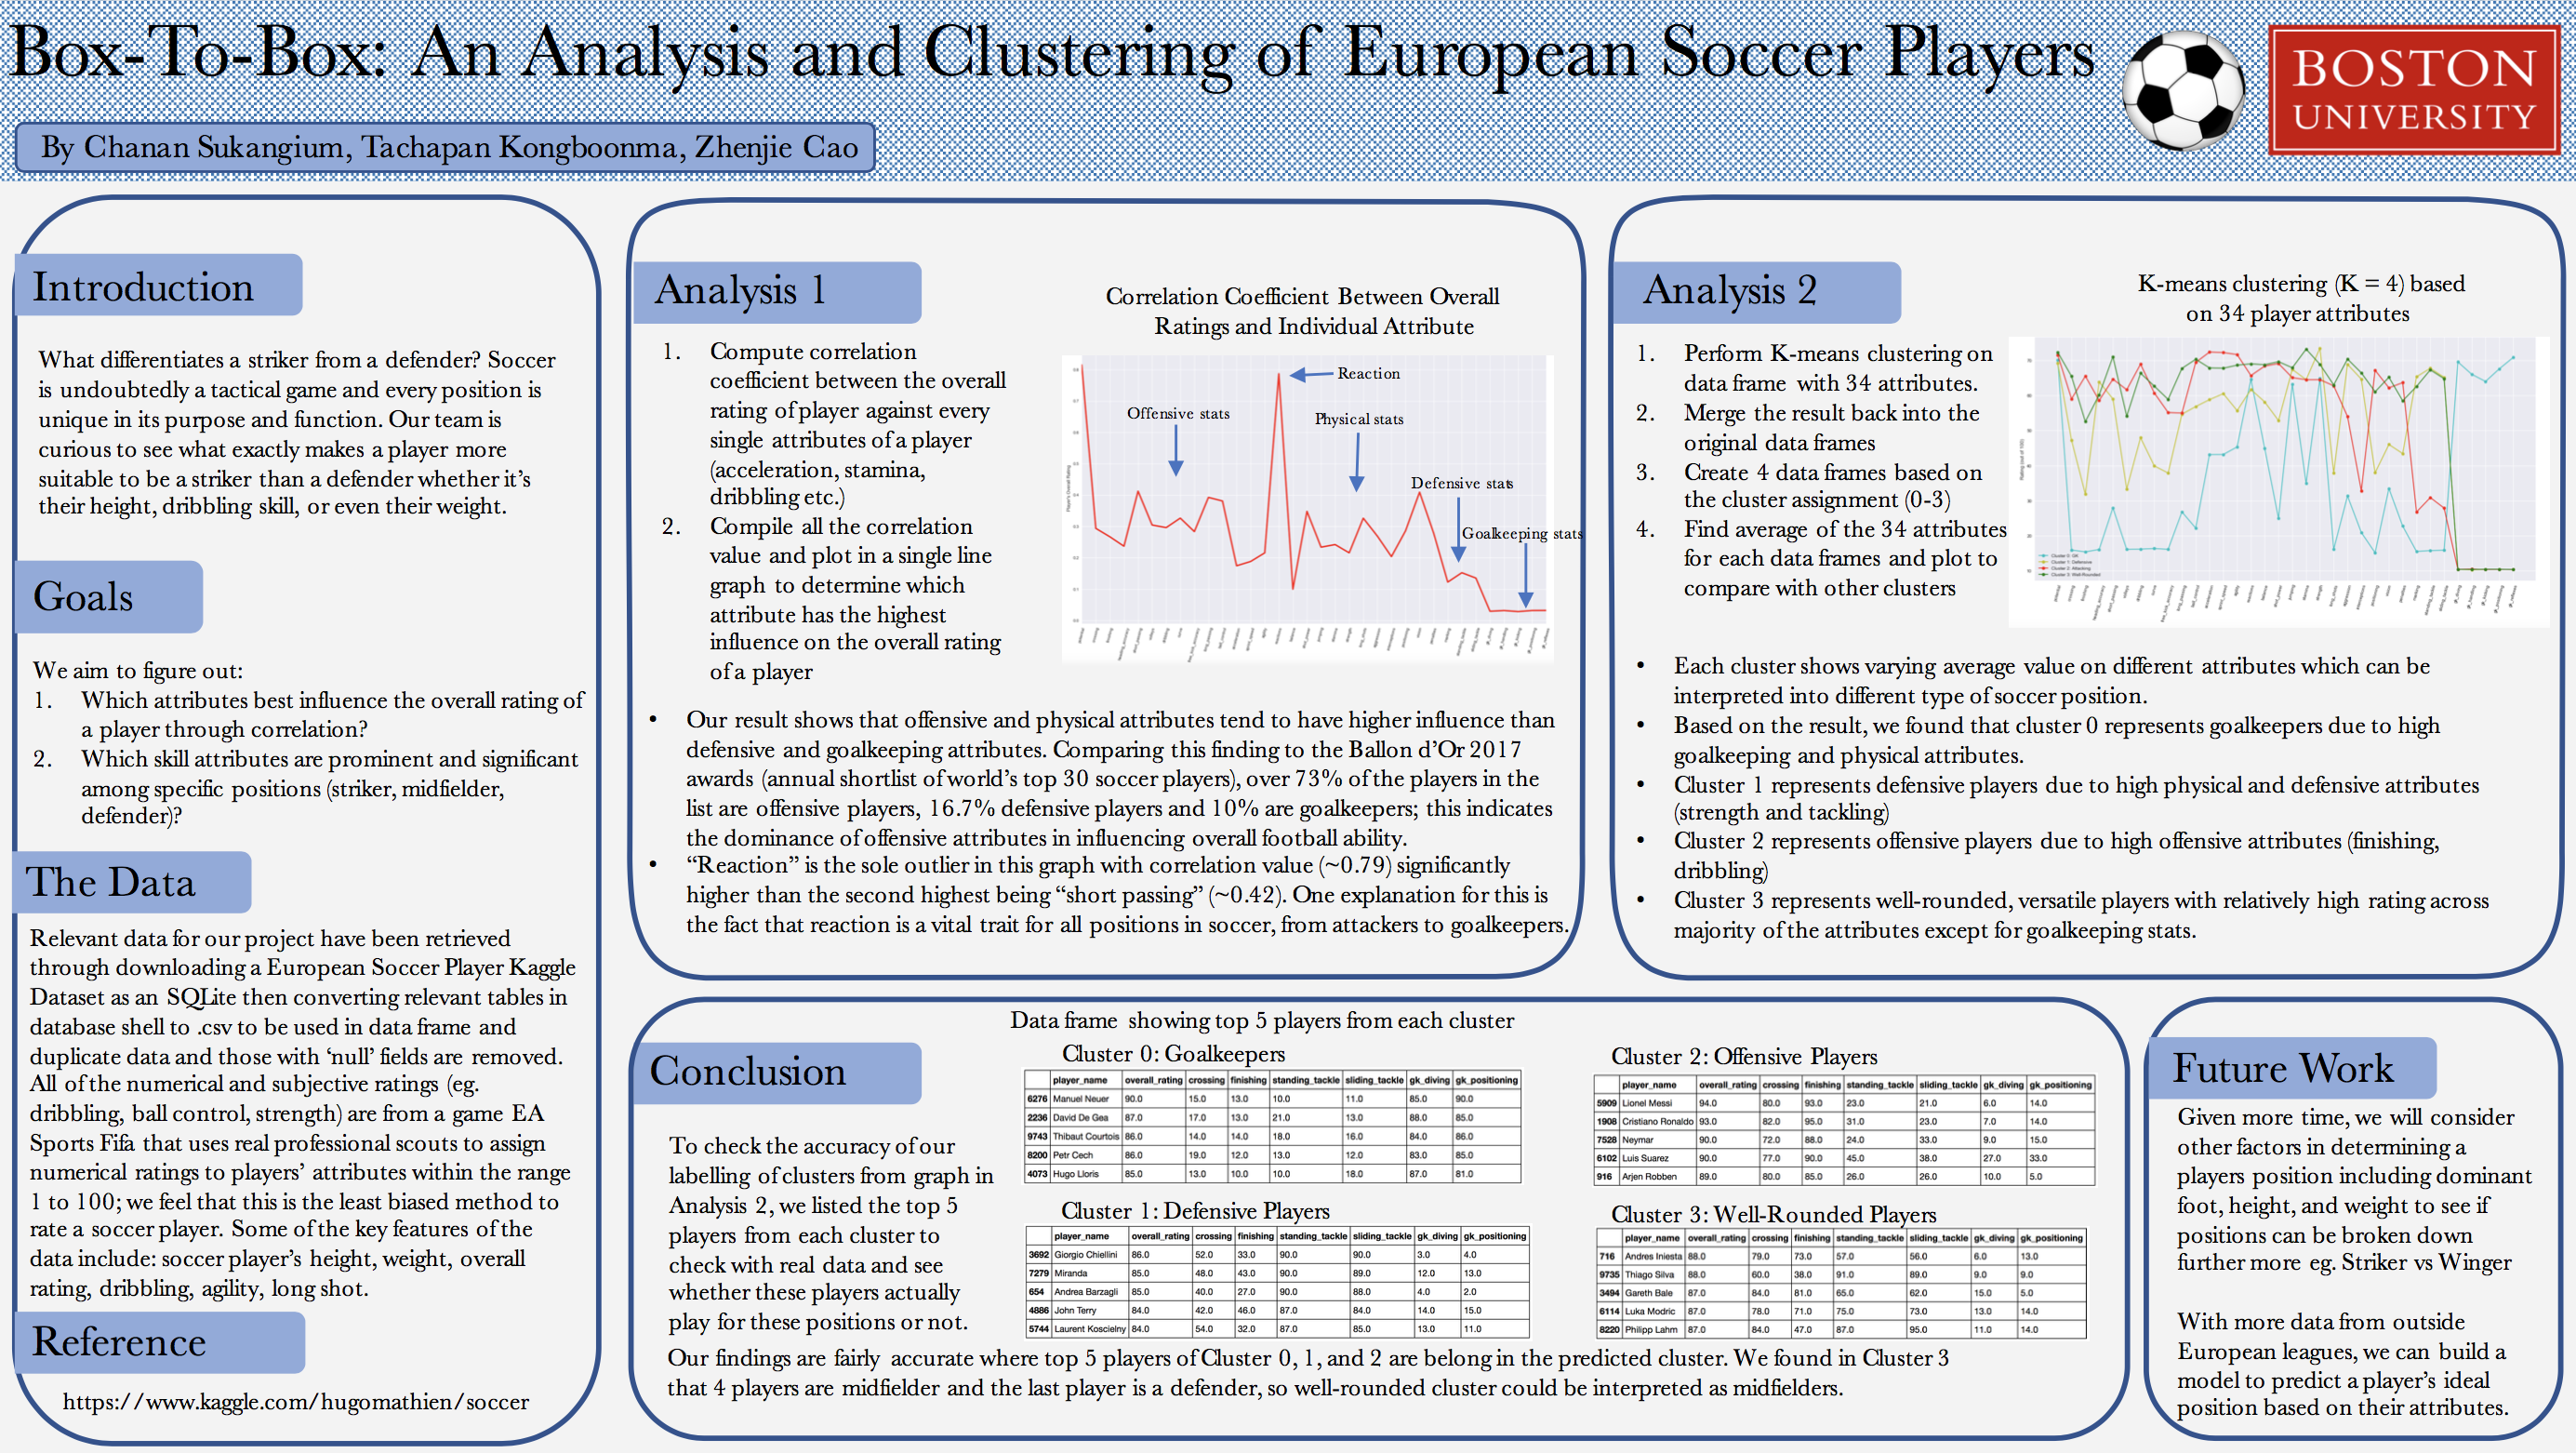 Box-To-Box: An Analysis and Clustering of European Soccer Players
BOSTON
UNIVERSITY
By Chanan Sukangium, Tachapan Kongboonma, Zhenjie Cao
Introduction
What differentiates a striker from a defender? Soccer
is undoubtedly a tactical game and every position is
unique in its purpose and function. Our team is
curious to see what exactly makes a player more
suitable to be a striker than a defender whether it's
their height, dribbling skill, or even their weight.
Goals
We aim to figure out:
1. Which attributes best influence the overall rating of
a player through correlation?
2. Which skill attributes are prominent and significant
among specific positions (striker, midfielder,
defender)?
The Data
Relevant data for our project have been retrieved
through downloading a European Soccer Player Kaggle
Dataset as an SQLite then converting relevant tables in
database shell to .csv to be used in data frame and
duplicate data and those with 'null' fields are removed.
All of the numerical and subjective ratings (eg.
dribbling, ball control, strength) are from a game EA
Sports Fifa that uses real professional scouts to assign
numerical ratings to players' attributes within the range
1 to 100; we feel that this is the least biased method to
rate a soccer player. Some of the key features of the
data include: soccer player's height, weight, overall
rating, dribbling, agility, long shot.
Reference
https://www.kaggle.com/hugomathien/soccer
Analysis 1
1. Compute correlation
coefficient between the overall
rating of player against every
single attributes of a player
(acceleration, stamina,
dribbling etc.)
2. Compile all the correlation
value and plot in a single line
graph to determine which
attribute has the highest
influence on the overall rating
of a player
Correlation Coefficient Between Overall
Ratings and Individual Attribute
Reaction
Offensive stats
Physical stats
Defensive stats
Goalkeeping stats
• Our result shows that offensive and physical attributes tend to have higher influence than
defensive and goalkeeping attributes. Comparing this finding to the Ballon d'Or 2017
awards (annual shortlist of world's top 30 soccer players), over 73% of the players in the
list are offensive players, 16.7% defensive players and 10% are goalkeepers; this indicates
the dominance of offensive attributes in influencing overall football ability.
• "Reaction" is the sole outlier in this graph with correlation value (~0.79) significantly
higher than the second highest being "short passing" (~0.42). One explanation for this is
the fact that reaction is a vital trait for all positions in soccer, from attackers to goalkeepers.
Analysis 2
1. Perform K-means clustering on
data frame with 34 attributes.
2. Merge the result back into the
original data frames
3. Create 4 data frames based on
the cluster assignment (0-3)
4. Find average of the 34 attributes
for each data frames and plot to
compare with other clusters
K-means clustering (K = 4) based
on 34 player attributes
Cluster 0: GK
Cluster 1: Defensive
Cluster 2: Attacking
Cluster 3: Well-Rounded
• Each cluster shows varying average value on different attributes which can be
interpreted into different type of soccer position.
• Based on the result, we found that cluster 0 represents goalkeepers due to high
goalkeeping and physical attributes.
• Cluster 1 represents defensive players due to high physical and defensive attributes
(strength and tackling)
• Cluster 2 represents offensive players due to high offensive attributes (finishing,
dribbling)
• Cluster 3 represents well-rounded, versatile players with relatively high rating across
majority of the attributes except for goalkeeping stats.
Conclusion
To check the accuracy of our
labelling of clusters from graph in
Analysis 2, we listed the top 5
players from each cluster to
check with real data and see
whether these players actually
play for these positions or not.
Data frame showing top 5 players from each cluster
Cluster 0: Goalkeepers
player_name overall_rating crossing finishing standing_tackle sliding_tackle gk_diving gk_positioning
6276 Manuel Neuer 90.0 15.0 13.0 10.0 11.0 85.0 90.0
2236 David De Gea 87.0 17.0 13.0 21.0 13.0 88.0 85.0
9743 Thibaut Courtois 86.0 14.0 14.0 18.0 16.0 84.0 86.0
8200 Petr Cech 86.0 19.0 12.0 13.0 12.0 83.0 85.0
4073 Hugo Lloris 85.0 13.0 10.0 10.0 18.0 87.0 81.0
Cluster 1: Defensive Players
player_name overall_rating crossing finishing standing_tackle sliding_tackle gk_diving gk_positioning
3692 Giorgio Chiellini 86.0 52.0 33.0 90.0 90.0 3.0 4.0
7279 Miranda 85.0 48.0 43.0 90.0 89.0 12.0 13.0
654 Andrea Barzagli 85.0 40.0 27.0 90.0 88.0 4.0 2.0
4886 John Terry 84.0 42.0 46.0 87.0 84.0 14.0 15.0
5744 Laurent Koscielny 84.0 54.0 32.0 87.0 85.0 13.0 11.0
Cluster 2: Offensive Players
player_name overall_rating crossing finishing standing_tackle sliding_tackle gk_diving gk_positioning
5909 Lionel Messi 94.0 80.0 93.0 23.0 21.0 6.0 14.0
1908 Cristiano Ronaldo 93.0 82.0 95.0 31.0 23.0 7.0 14.0
7528 Neymar 90.0 72.0 88.0 24.0 33.0 9.0 15.0
6102 Luis Suarez 90.0 77.0 90.0 45.0 38.0 27.0 33.0
916 Arjen Robben 89.0 80.0 85.0 26.0 26.0 10.0 5.0
Cluster 3: Well-Rounded Players
player_name overall_rating crossing finishing standing_tackle sliding_tackle gk_diving gk_positioning
716 Andres Iniesta 88.0 79.0 73.0 57.0 56.0 6.0 13.0
9735 Thiago Silva 88.0 60.0 38.0 91.0 89.0 9.0 9.0
3494 Gareth Bale 87.0 84.0 81.0 65.0 62.0 15.0 5.0
6114 Luka Modric 87.0 78.0 71.0 75.0 73.0 13.0 14.0
8220 Philipp Lahm 87.0 84.0 47.0 87.0 95.0 11.0 14.0
Our findings are fairly accurate where top 5 players of Cluster 0, 1, and 2 are belong in the predicted cluster. We found in Cluster 3
that 4 players are midfielder and the last player is a defender, so well-rounded cluster could be interpreted as midfielders.
Future Work
Given more time, we will consider
other factors in determining a
players position including dominant
foot, height, and weight to see if
positions can be broken down
further more eg. Striker vs Winger
With more data from outside
European leagues, we can build a
model to predict a player's ideal
position based on their attributes.